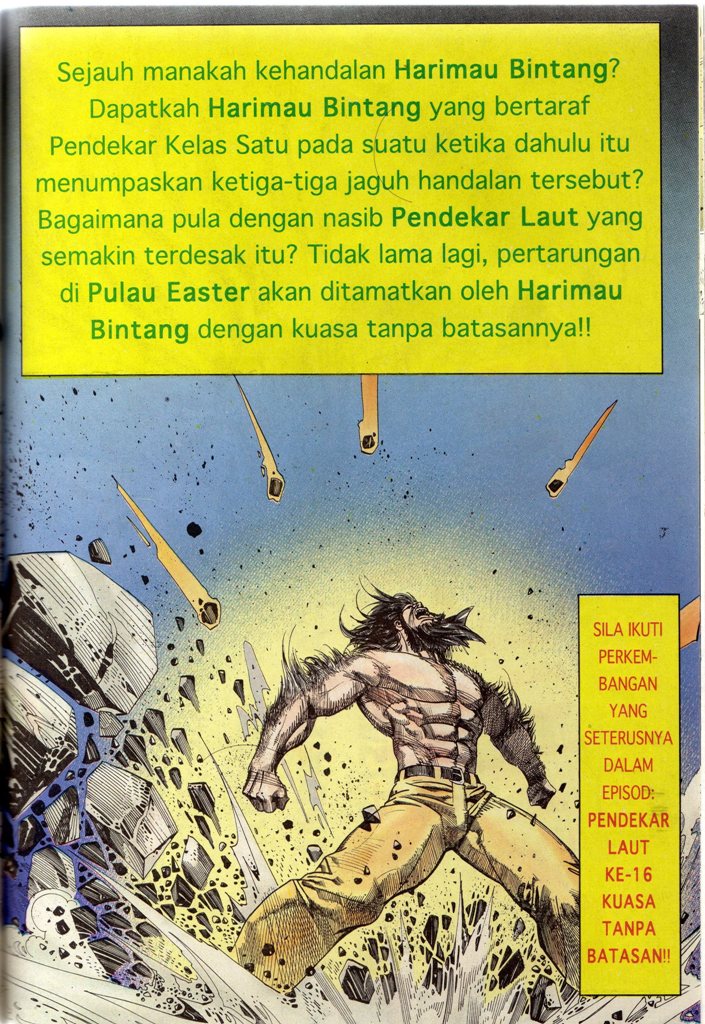 Sejauh manakah kehandalan Harimau Bintang?
Dapatkah Harimau Bintang yang bertaraf
Pendekar Kelas Satu pada suatu ketika dahulu itu
menumpaskan ketiga-tiga jaguh handalan tersebut?
Bagaimana pula dengan nasib Pendekar Laut yang
semakin terdesak itu? Tidak lama lagi, pertarungan
di Pulau Easter akan ditamatkan oleh Harimau
Bintang dengan kuasa tanpa batasannya!!
SILA IKUTI
PERKEM-
BANGAN
YANG
SETERUSNYA
DALAM
EPISOD:
PENDEKAR
LAUT
KE-16
KUASA
TANPA
BATASAN!!